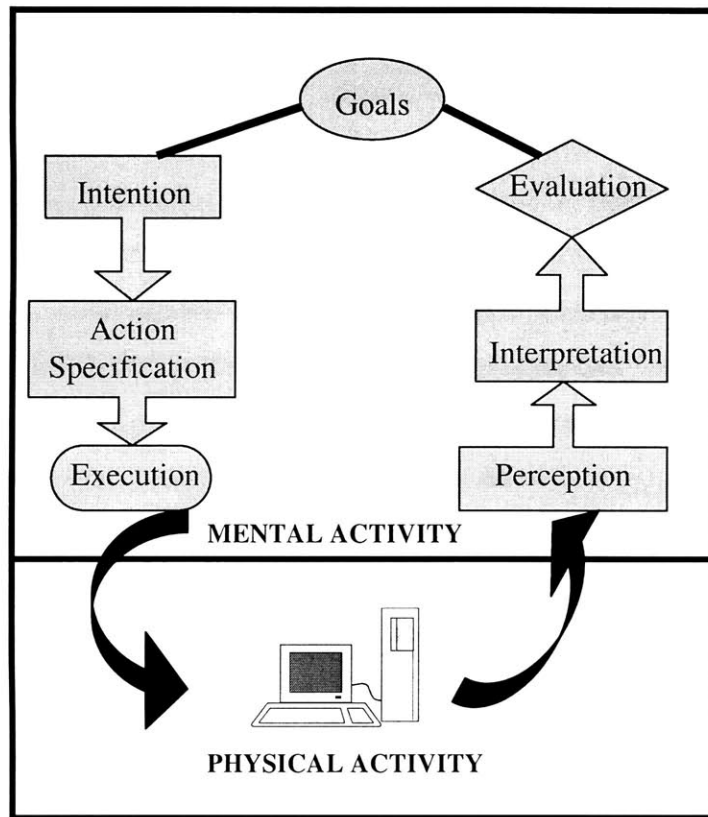 Goals
Intention
Evaluation
Action
Specification
Interpretation
Execution
Perception
MENTAL ACTIVITY
PHYSICAL ACTIVITY